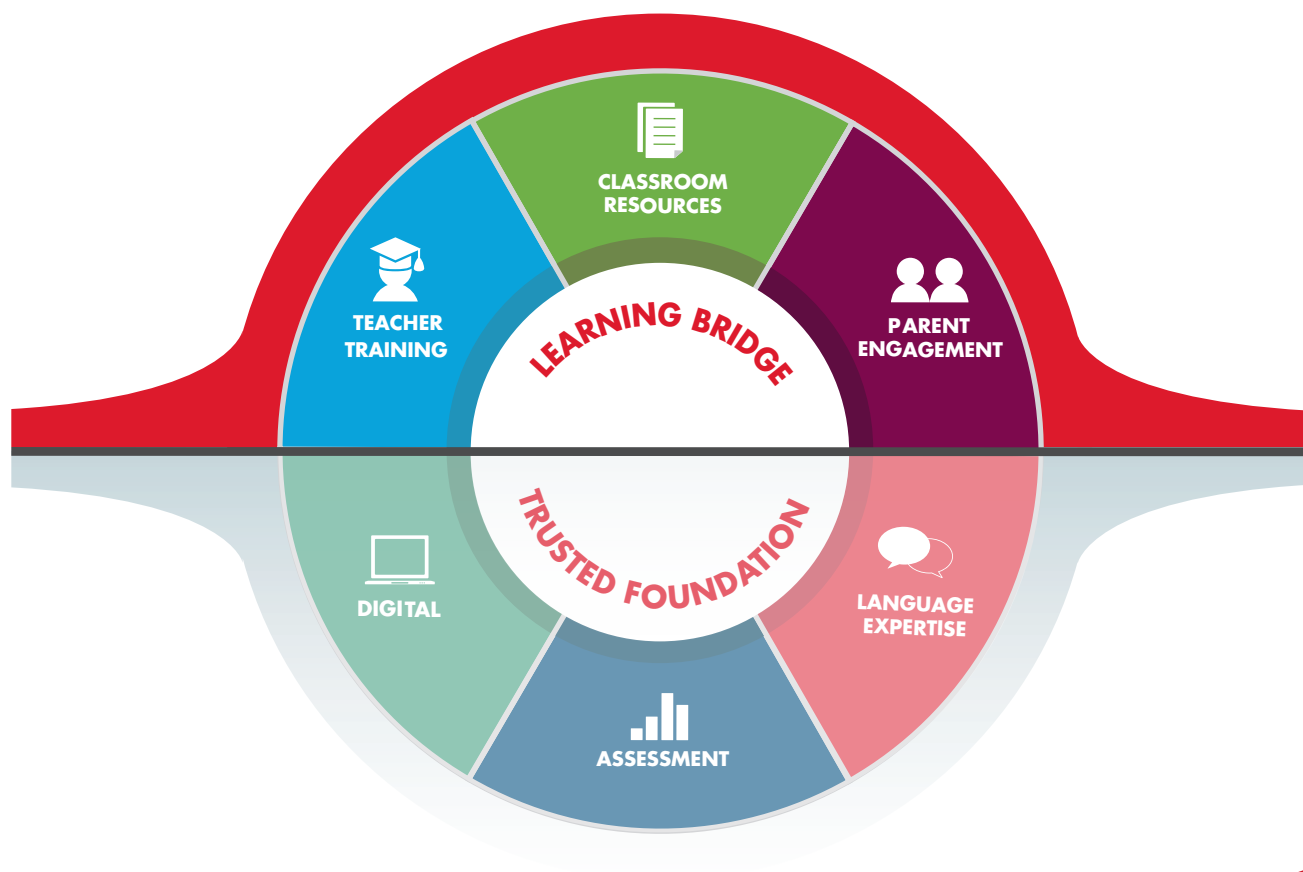 CLASSROOM
RESOURCES
TEACHER
TRAINING
PARENT
ENGAGEMENT
LEARNING BRIDGE
TRUSTED FOUNDATION
DIGITAL
LANGUAGE
EXPERTISE
ASSESSMENT